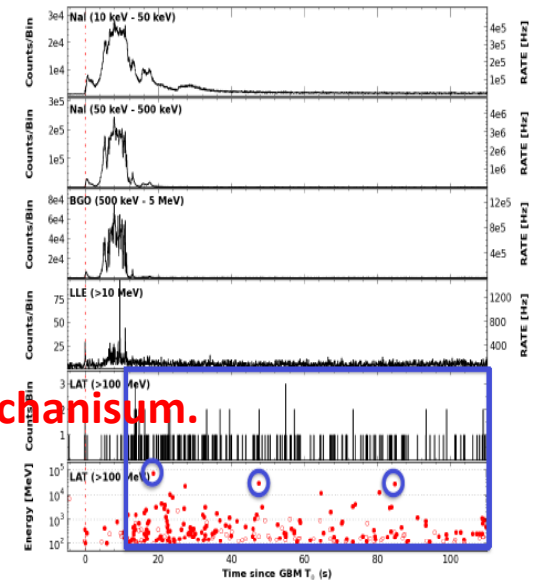 NaI (10 keV - 50 keV)
Counts/Bin
3e4
2e4
1e4
4e5
3e5
2e5
1e5
RATE [Hz]
NaI (50 keV - 500 keV)
Counts/Bin
3e5
2e5
1e5
4e6
3e6
2e6
1e6
RATE [Hz]
BGO (500 keV - 5 MeV)
Counts/Bin
8e4
6e4
4e4
2e4
12e5
8e5
4e5
RATE [Hz]
LLE (>10 MeV)
Counts/Bin
75
50
25
1200
800
400
RATE [Hz]
LAT (>100 MeV)
Counts/Bin
3
2
1
chanisum.
LAT (>100 MeV)
Energy [MeV]
10⁵
10⁴
10³
10²
0 20 40 60 80 100
Time since GBM T₀ (s)